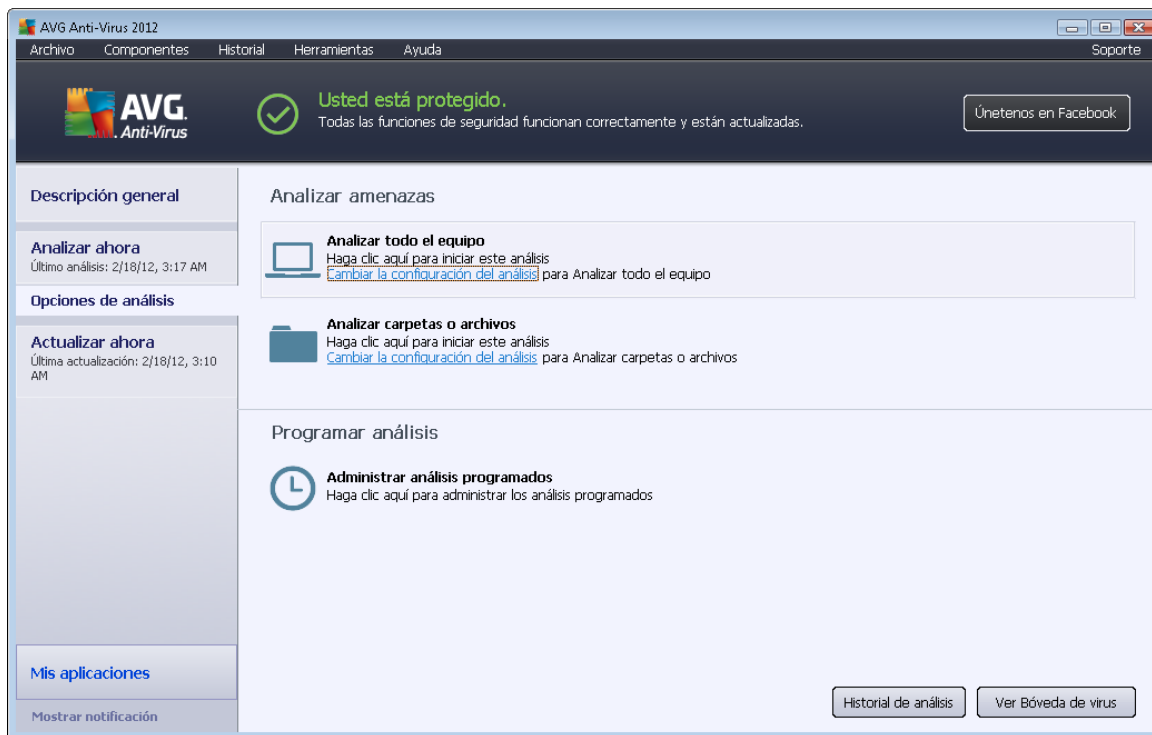 AVG Anti-Virus 2012
Archivo Componentes Historial Herramientas Ayuda Soporte
AVG.
Anti-Virus
Usted está protegido.
Todas las funciones de seguridad funcionan correctamente y están actualizadas.
Únetenos en Facebook
Descripción general
Analizar ahora
Último análisis: 2/18/12, 3:17 AM
Opciones de análisis
Actualizar ahora
Última actualización: 2/18/12, 3:10
AM
Mis aplicaciones
Mostrar notificación
Analizar amenazas
Analizar todo el equipo
Haga clic aquí para iniciar este análisis
Cambiar la configuración del análisis para Analizar todo el equipo
Analizar carpetas o archivos
Haga clic aquí para iniciar este análisis
Cambiar la configuración del análisis para Analizar carpetas o archivos
Programar análisis
Administrar análisis programados
Haga clic aquí para administrar los análisis programados
Historial de análisis
Ver Bóveda de virus